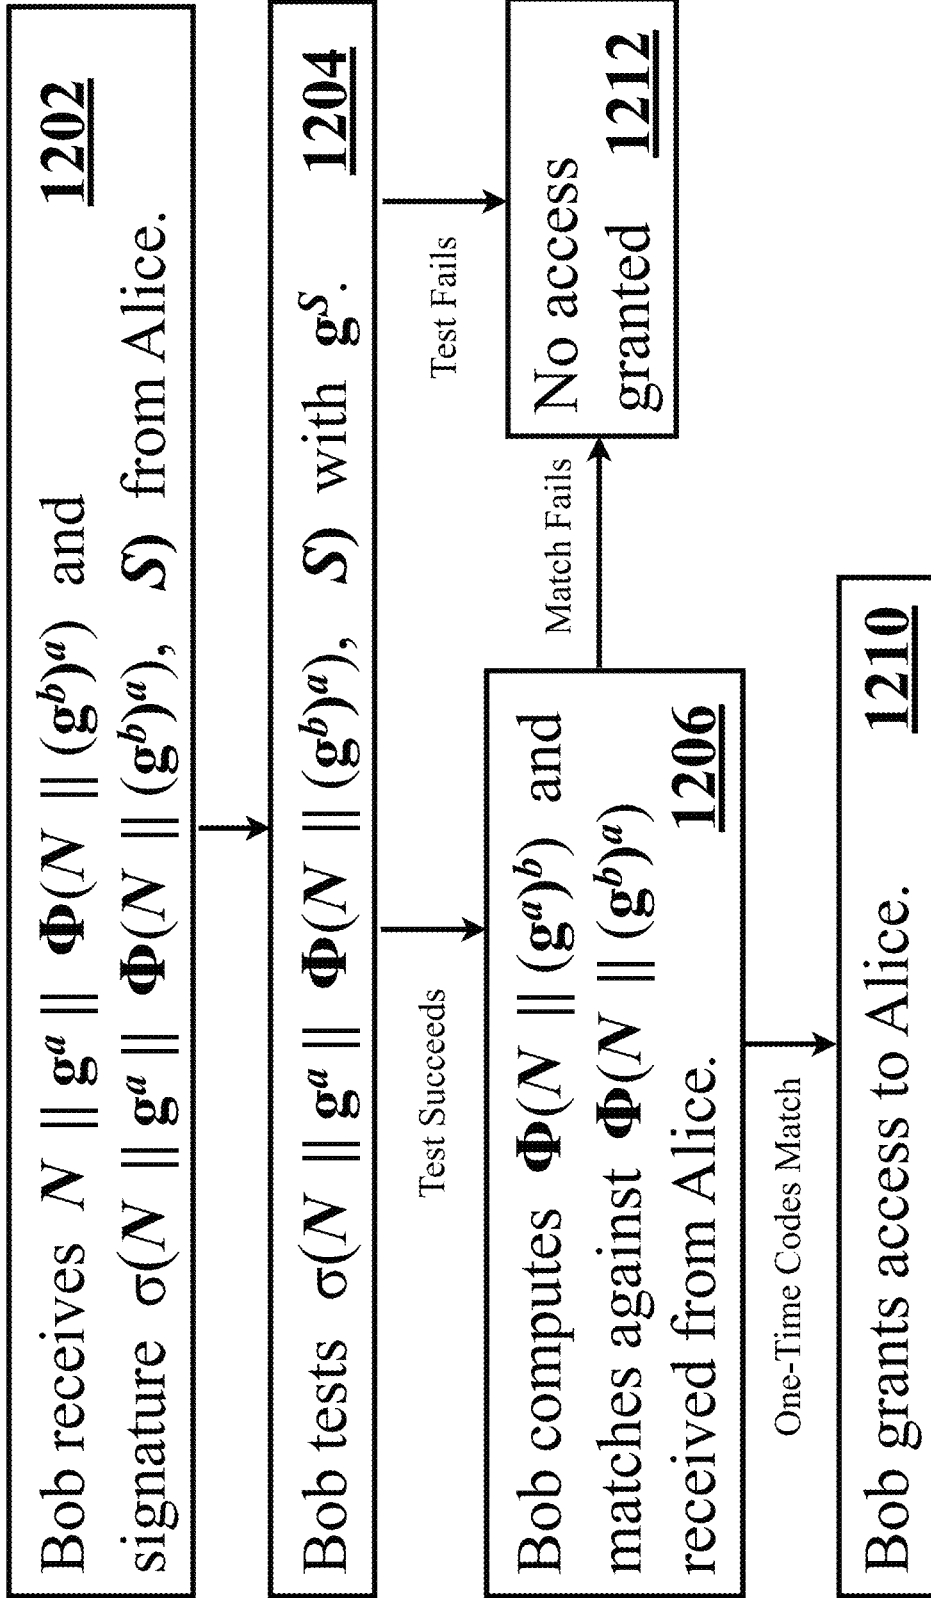 Bob receives N || g^a || Φ(N || (g^b)^a) and 1202
signature σ(N || g^a || Φ(N || (g^b)^a), S) from Alice.
Bob tests σ(N || g^a || Φ(N || (g^b)^a), S) with g^S. 1204
Test Succeeds
Test Fails
Bob computes Φ(N || (g^a)^b) and
matches against Φ(N || (g^b)^a)
received from Alice. 1206
Match Fails
No access
granted 1212
One-Time Codes Match
Bob grants access to Alice. 1210